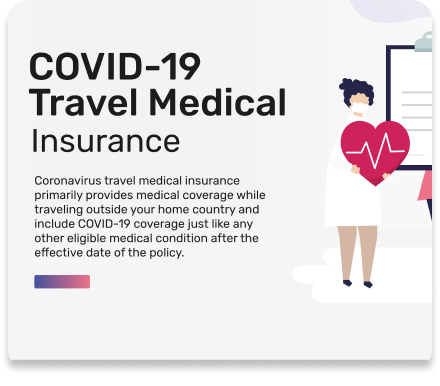 COVID-19
Travel Medical
Insurance
Coronavirus travel medical insurance
primarily provides medical coverage while
traveling outside your home country and
include COVID-19 coverage just like any
other eligible medical condition after the
effective date of the policy.